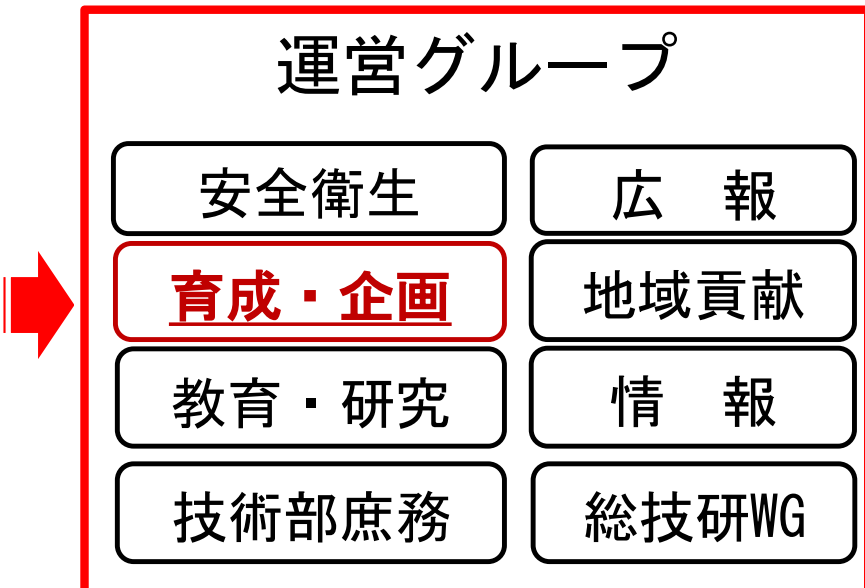 運営グループ
安全衛生
広　報
育成・企画
地域貢献
教育・研究
情　報
技術部庶務
総技研WG